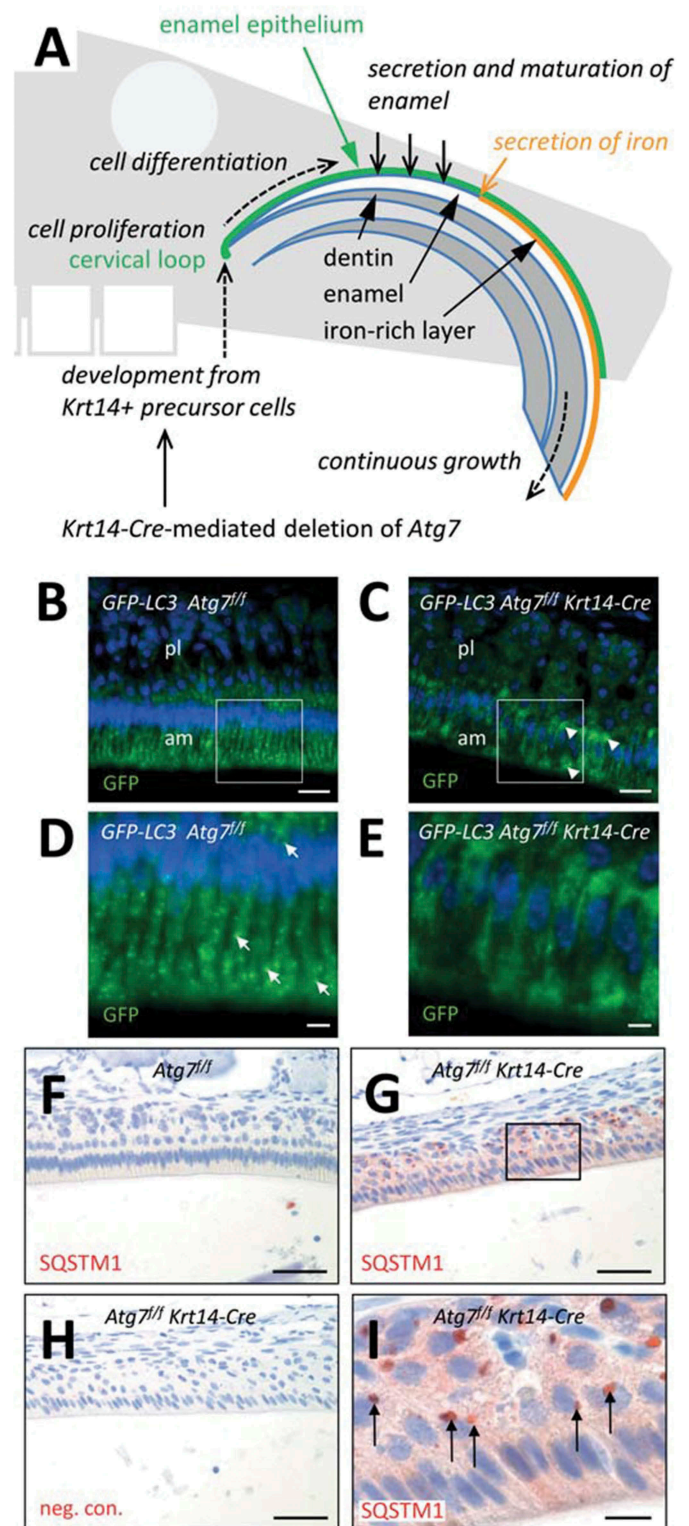 A
enamel epithelium
secretion and maturation of
enamel
secretion of iron
cell differentiation
cell proliferation
cervical loop
dentin
enamel
iron-rich layer
development from
Krt14+ precursor cells
continuous growth
Krt14-Cre-mediated deletion of Atg7
B
GFP-LC3 Atg7f/f
pl
am
GFP
C
GFP-LC3 Atg7f/f Krt14-Cre
pl
am
GFP
D
GFP-LC3 Atg7f/f
GFP
E
GFP-LC3 Atg7f/f Krt14-Cre
GFP
F
Atg7f/f
SQSTM1
G
Atg7f/f Krt14-Cre
SQSTM1
H
Atg7f/f Krt14-Cre
neg. con.
I
Atg7f/f Krt14-Cre
SQSTM1